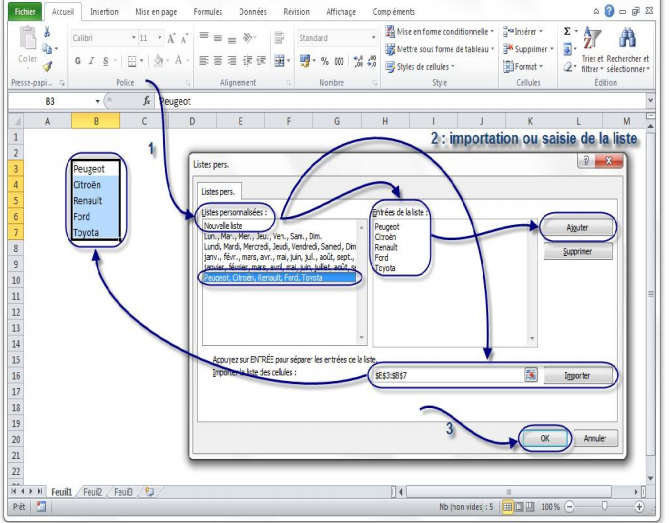 Fichier Accueil Insertion Mise en page Formules Données Révision Affichage Compléments
Calibri 11 A A Standard Mise en forme conditionnelle Insérer Σ
Mettre sous forme de tableau Supprimer
Coller G I S A % 000 Styles de cellules Format Trier et filtrer Rechercher et sélectionner
Presse-papi... Police Alignement Nombre Style Cellules Édition
B3 fx Peugeot
A B C D E F G H I J K L M
1
2
3
4
5
6
7
8
9
10
11
12
13
14
15
16
17
18
19
20
21
22
Peugeot
Citroën
Renault
Ford
Toyota
1
2 : importation ou saisie de la liste
Listes pers.
Listes pers.
Listes personnalisées :
Nouvelle liste
Lun., Mar., Mer., Jeu., Ven., Sam., Dim.
Lundi, Mardi, Mercredi, Jeudi, Vendredi, Samedi, Dim
janv., févr., mars, avr., mai, juin, juil., août, sept.,
janvier, février, mars, avril, mai, juin, juillet, août, se
Peugeot, Citroën, Renault, Ford, Toyota
Entrées de la liste :
Peugeot
Citroën
Renault
Ford
Toyota
Ajouter
Supprimer
Appuyez sur ENTRÉE pour séparer les entrées de la liste.
Importer la liste des cellules :
$B$3:$B$7
Importer
3
OK
Annuler
Feuil1 Feuil2 Feuil3
Prêt Nb (non vides) : 5 100 %